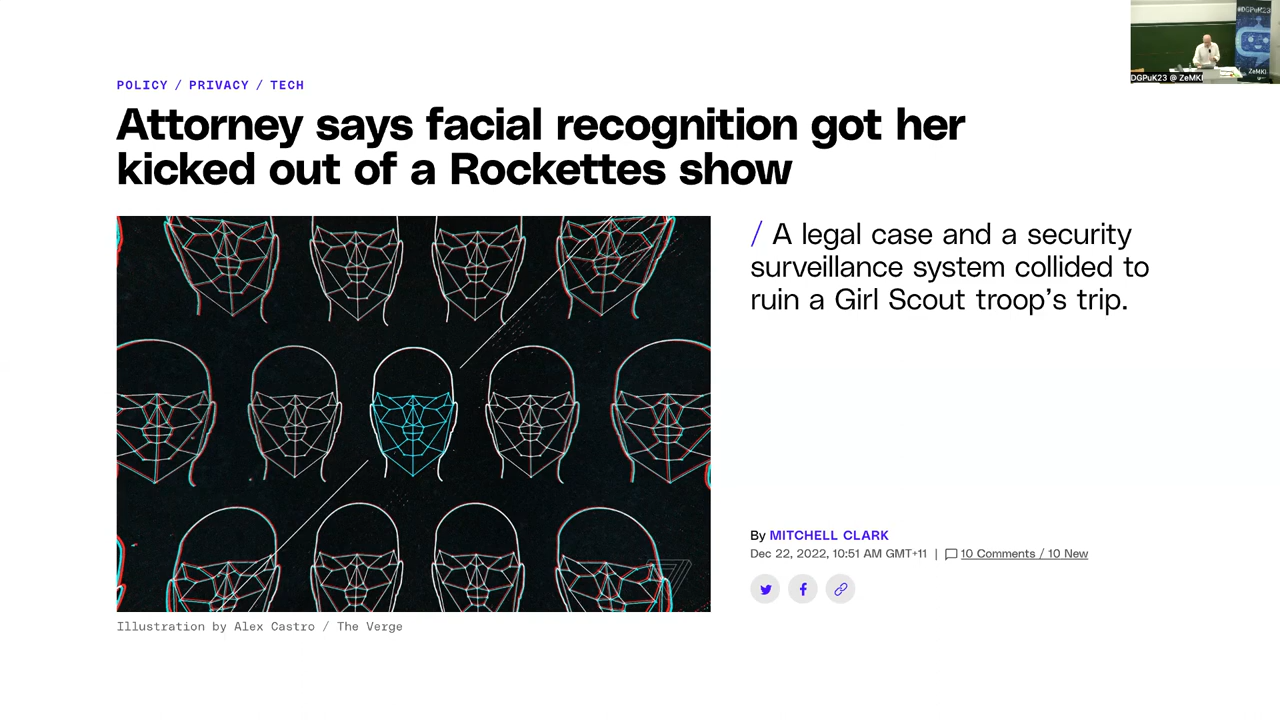 #DGPuK23
ZeMKI
DGPuK23 @ ZeMKI
POLICY / PRIVACY / TECH
Attorney says facial recognition got her
kicked out of a Rockettes show
/ A legal case and a security
surveillance system collided to
ruin a Girl Scout troop’s trip.
By MITCHELL CLARK
Dec 22, 2022, 10:51 AM GMT+11 | 10 Comments / 10 New
Illustration by Alex Castro / The Verge